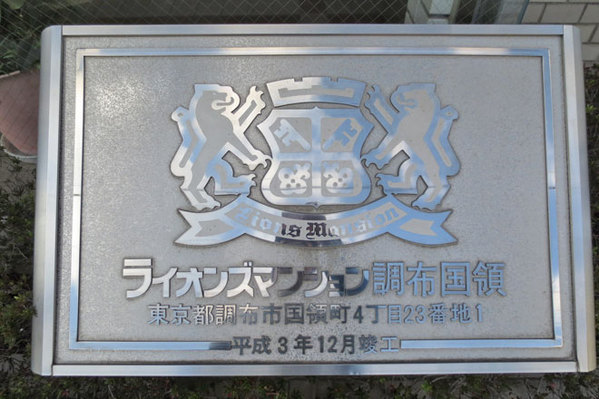 Lions Mansion
ライオンズマンション調布国領
東京都調布市国領町4丁目23番地1
平成3年12月竣工